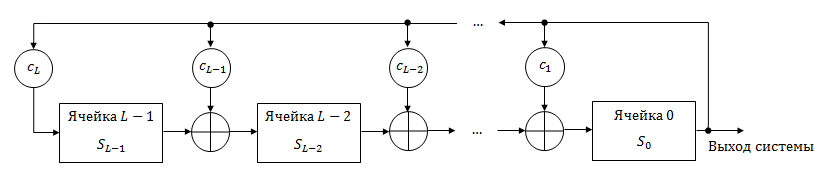 ...
c_L c_{L−1} c_{L−2} c_1
Ячейка L − 1 Ячейка L − 2 Ячейка 0
S_{L−1} S_{L−2} ... S_0
Выход системы